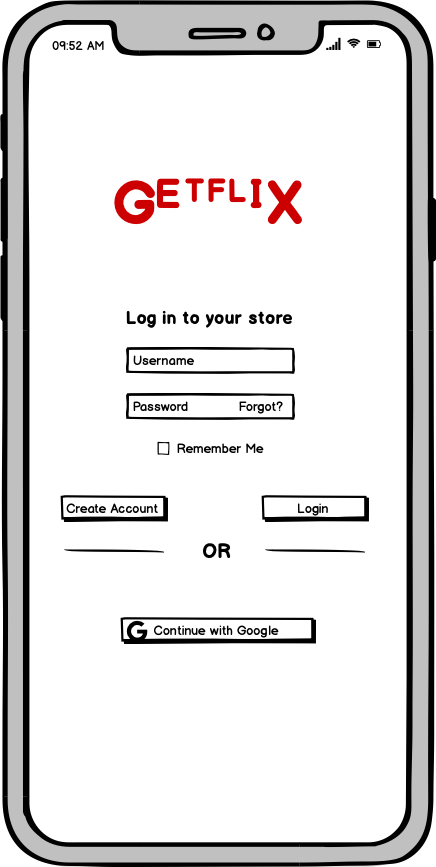 09:52 AM
GETFLIX
Log in to your store
Username
Password Forgot?
Remember Me
Create Account Login
OR
G Continue with Google